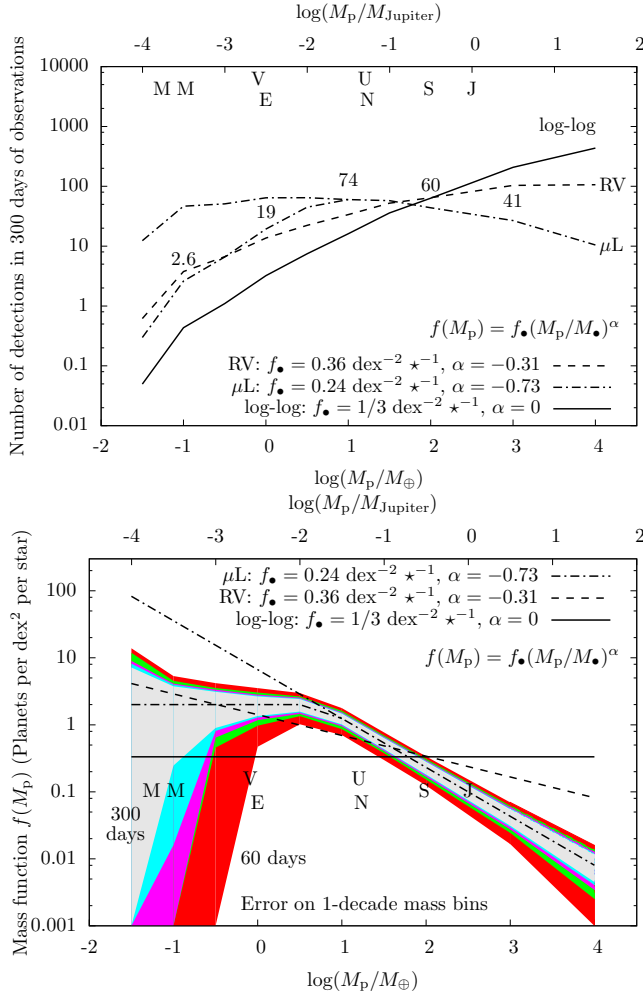 log(Mp/MJupiter)
-4 -3 -2 -1 0 1 2
10000
1000
100
10
1
0.1
0.01
Number of detections in 300 days of observations
M M V E U N S J
log-log
RV
μL
2.6 19 74 60 41
f(Mp) = f●(Mp/M●)^α
RV: f● = 0.36 dex⁻² ⋆⁻¹, α = −0.31
μL: f● = 0.24 dex⁻² ⋆⁻¹, α = −0.73
log-log: f● = 1/3 dex⁻² ⋆⁻¹, α = 0
-2 -1 0 1 2 3 4 5
log(Mp/M⊕)
log(Mp/MJupiter)
-4 -3 -2 -1 0 1 2
100
10
1
0.1
0.01
0.001
Mass function f(Mp) (Planets per dex² per star)
μL: f● = 0.24 dex⁻² ⋆⁻¹, α = −0.73
RV: f● = 0.36 dex⁻² ⋆⁻¹, α = −0.31
log-log: f● = 1/3 dex⁻² ⋆⁻¹, α = 0
f(Mp) = f●(Mp/M●)^α
M M V E U N S J
300
days
60 days
Error on 1-decade mass bins
-2 -1 0 1 2 3 4 5
log(Mp/M⊕)